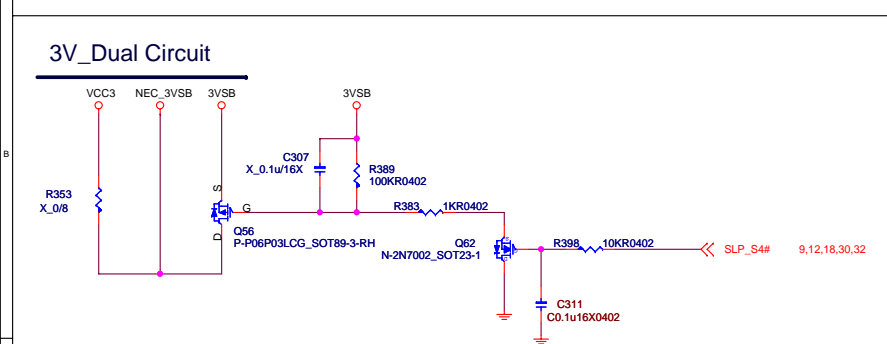 3V_Dual Circuit
VCC3 NEC_3VSB 3VSB 3VSB
B
C307
X_0.1u/16X
R389
100KR0402
R353
X_0/8
S
G
D
R383 1KR0402
Q56
P-P06P03LCG_SOT89-3-RH
Q62
N-2N7002_SOT23-1
R398 10KR0402
SLP_S4# 9,12,18,30,32
C311
C0.1u16X0402